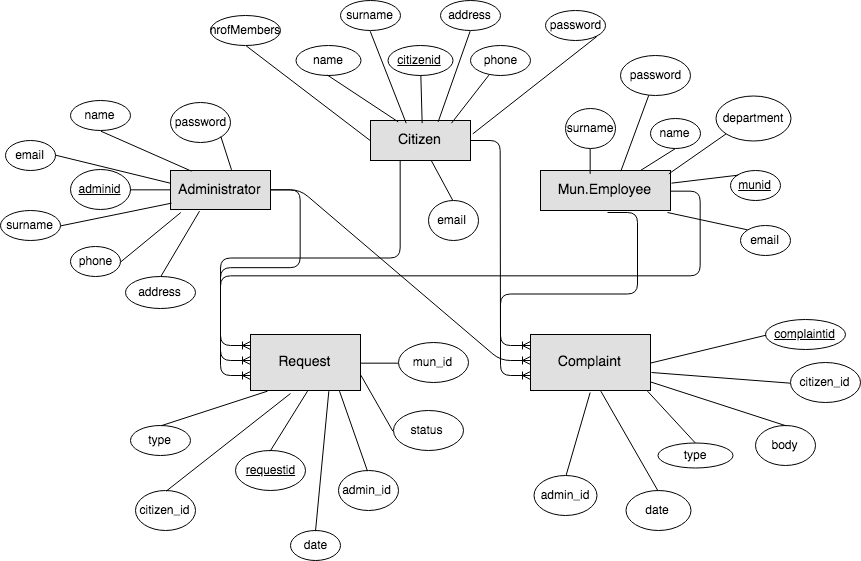 surname
address
nrofMembers
password
name
citizenid
phone
password
name
password
surname
name
department
Citizen
email
adminid
Administrator
Mun.Employee
munid
surname
email
email
phone
address
Request
mun_id
Complaint
complaintid
citizen_id
type
status
type
body
requestid
admin_id
admin_id
citizen_id
date
date